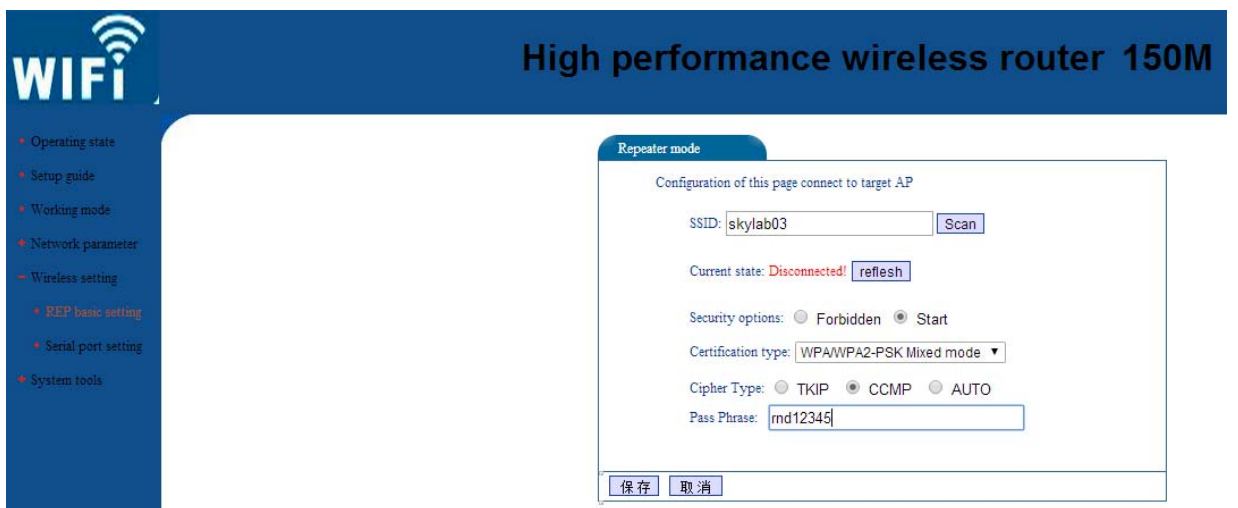 WIFi
High performance wireless router 150M
Operating state
Setup guide
Working mode
Network parameter
Wireless setting
REP basic setting
Serial port setting
System tools
Repeater mode
Configuration of this page connect to target AP
SSID: skylab03 Scan
Current state: Disconnected! reflesh
Security options: Forbidden Start
Certification type: WPA/WPA2-PSK Mixed mode
Cipher Type: TKIP CCMP AUTO
Pass Phrase: rnd12345
保存 取消